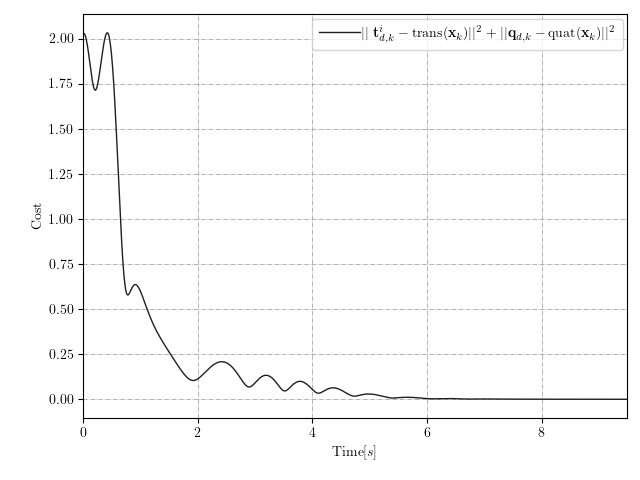 || t^i_{d,k} − trans(x_k)||^2 + ||q_{d,k} − quat(x_k)||^2
2.00
1.75
1.50
1.25
1.00
0.75
0.50
0.25
0.00
Cost
0 2 4 6 8
Time[s]